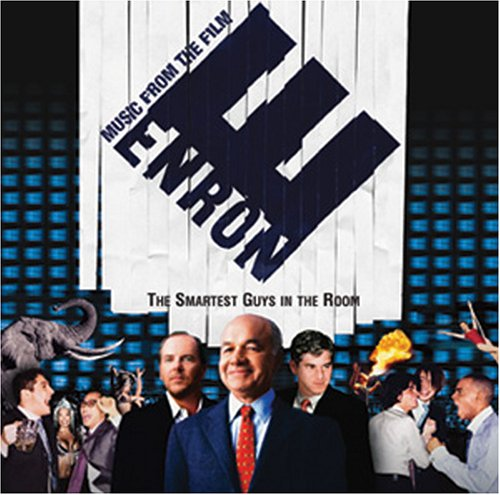 MUSIC FROM THE FILM
E
ENRON
THE SMARTEST GUYS IN THE ROOM